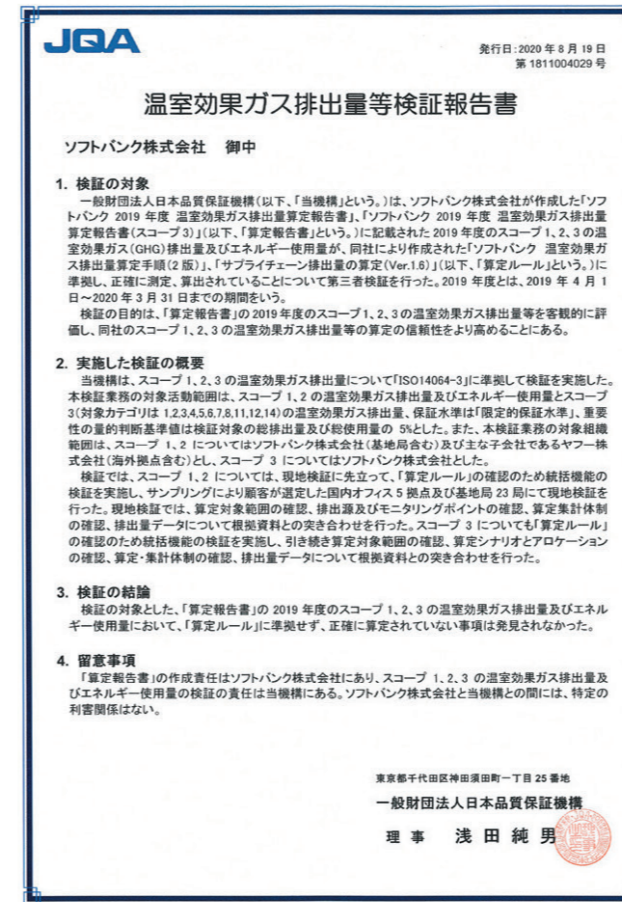 JQA
発行日:2020年8月19日
第1811004029号
温室効果ガス排出量等検証報告書
ソフトバンク株式会社 御中
1. 検証の対象
一般財団法人日本品質保証機構(以下、「当機構」という。)は、ソフトバンク株式会社が作成した「ソフ
トバンク 2019 年度 温室効果ガス排出量算定報告書」、「ソフトバンク 2019 年度 温室効果ガス排出量
算定報告書(スコープ3)」(以下、「算定報告書」という。)に記載された 2019 年度のスコープ 1、2、3 の温
室効果ガス(GHG)排出量及びエネルギー使用量が、同社により作成された「ソフトバンク 温室効果ガ
ス排出量算定手順(2 版)」、「サプライチェーン排出量の算定(Ver.1.6)」(以下、「算定ルール」という。)に
準拠し、正確に測定、算出されていることについて第三者検証を行った。2019 年度とは、2019 年 4 月 1
日～2020 年 3 月 31 日までの期間をいう。
検証の目的は、「算定報告書」の 2019 年度のスコープ 1、2、3 の温室効果ガス排出量等を客観的に評
価し、同社のスコープ 1、2、3 の温室効果ガス排出量等の算定の信頼性をより高めることにある。
2. 実施した検証の概要
当機構は、スコープ 1、2、3 の温室効果ガス排出量について「ISO14064-3」に準拠して検証を実施した。
本検証業務の対象活動範囲は、スコープ 1、2 の温室効果ガス排出量及びエネルギー使用量とスコープ
3(対象カテゴリは 1,2,3,4,5,6,7,8,11,12,14)の温室効果ガス排出量、保証水準は「限定的保証水準」、重要
性の量的判断基準値は検証対象の総排出量及び総使用量の 5%とした。また、本検証業務の対象組織
範囲は、スコープ 1、2 についてはソフトバンク株式会社(基地局含む)及び主な子会社であるヤフー株
式会社(海外拠点含む)とし、スコープ 3 についてはソフトバンク株式会社とした。
検証では、スコープ 1、2 については、現地検証に先立って、「算定ルール」の確認のため統括機能の
検証を実施し、サンプリングにより顧客が選定した国内オフィス 5 拠点及び基地局 23 局にて現地検証を
行った。現地検証では、算定対象範囲の確認、排出源及びモニタリングポイントの確認、算定集計体制
の確認、排出量データについて根拠資料との突き合わせを行った。スコープ 3 についても「算定ルール」
の確認のため統括機能の検証を実施し、引き続き算定対象範囲の確認、算定シナリオとアロケーション
の確認、算定・集計体制の確認、排出量データについて根拠資料との突き合わせを行った。
3. 検証の結論
検証の対象とした、「算定報告書」の 2019 年度のスコープ 1、2、3 の温室効果ガス排出量及びエネル
ギー使用量において、「算定ルール」に準拠せず、正確に算定されていない事項は発見されなかった。
4. 留意事項
「算定報告書」の作成責任はソフトバンク株式会社にあり、スコープ 1、2、3 の温室効果ガス排出量及
びエネルギー使用量の検証の責任は当機構にある。ソフトバンク株式会社と当機構との間には、特定の
利害関係はない。
東京都千代田区神田須田町一丁目 25 番地
一般財団法人日本品質保証機構
理 事 浅 田 純 男